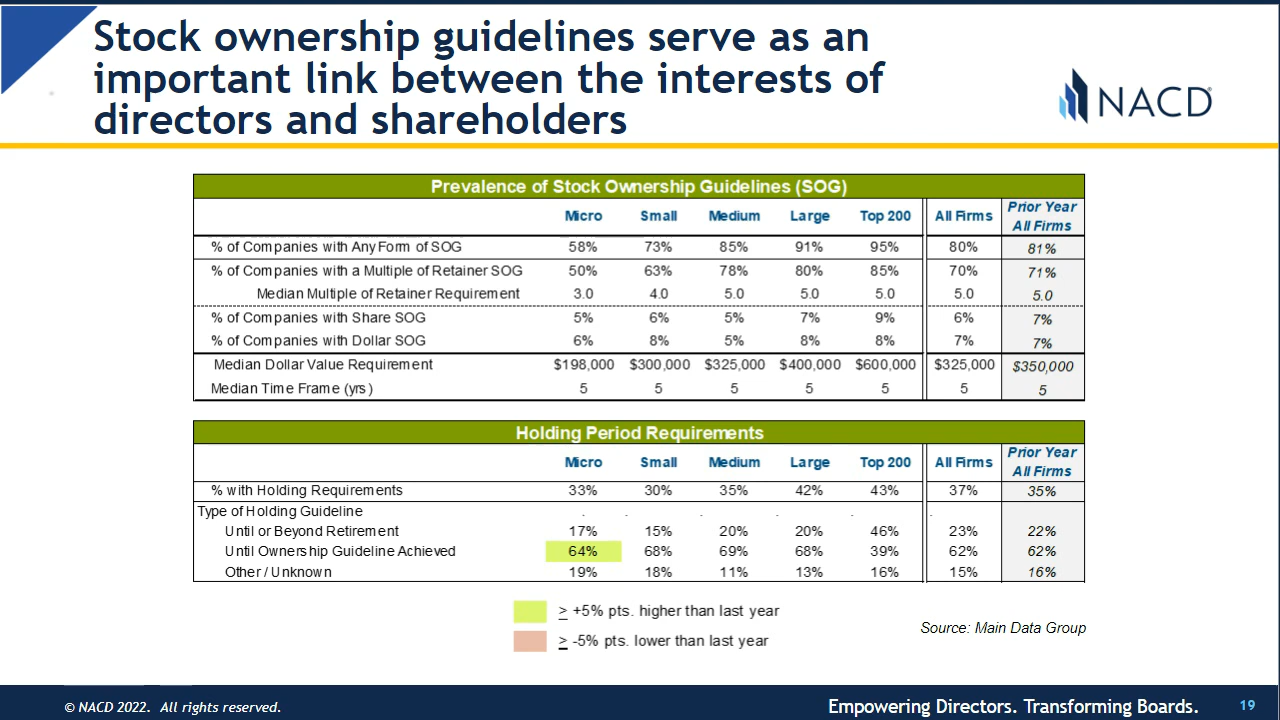 Stock ownership guidelines serve as an
important link between the interests of
directors and shareholders
NACD
Prevalence of Stock Ownership Guidelines (SOG)
Micro Small Medium Large Top 200 All Firms Prior Year All Firms
% of Companies with Any Form of SOG 58% 73% 85% 91% 95% 80% 81%
% of Companies with a Multiple of Retainer SOG 50% 63% 78% 80% 85% 70% 71%
Median Multiple of Retainer Requirement 3.0 4.0 5.0 5.0 5.0 5.0 5.0
% of Companies with Share SOG 5% 6% 5% 7% 9% 6% 7%
% of Companies with Dollar SOG 6% 8% 5% 8% 8% 7% 7%
Median Dollar Value Requirement $198,000 $300,000 $325,000 $400,000 $600,000 $325,000 $350,000
Median Time Frame (yrs) 5 5 5 5 5 5 5
Holding Period Requirements
Micro Small Medium Large Top 200 All Firms Prior Year All Firms
% with Holding Requirements 33% 30% 35% 42% 43% 37% 35%
Type of Holding Guideline
Until or Beyond Retirement 17% 15% 20% 20% 46% 23% 22%
Until Ownership Guideline Achieved 64% 68% 69% 68% 39% 62% 62%
Other / Unknown 19% 18% 11% 13% 16% 15% 16%
> +5% pts. higher than last year
> -5% pts. lower than last year
Source: Main Data Group
© NACD 2022. All rights reserved.
Empowering Directors. Transforming Boards. 19